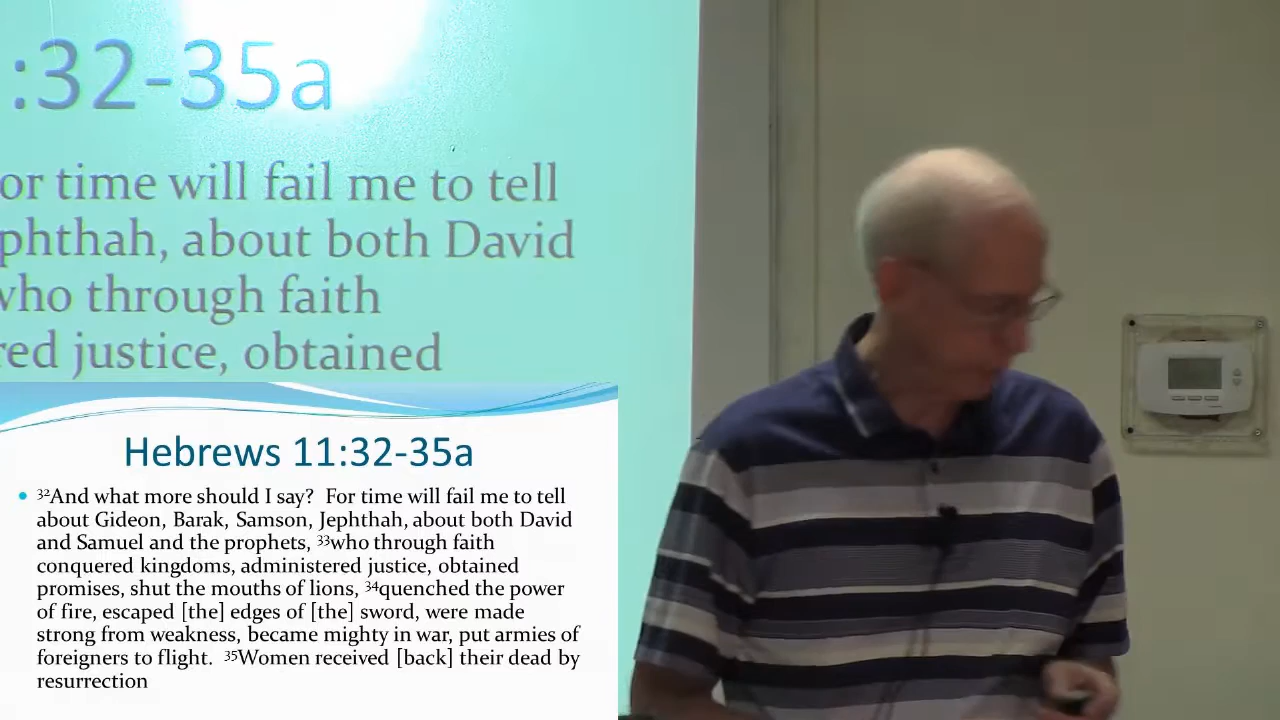 :32-35a
or time will fail me to tell
phthah, about both David
who through faith
red justice, obtained
Hebrews 11:32-35a
• ³²And what more should I say? For time will fail me to tell
about Gideon, Barak, Samson, Jephthah, about both David
and Samuel and the prophets, ³³who through faith
conquered kingdoms, administered justice, obtained
promises, shut the mouths of lions, ³⁴quenched the power
of fire, escaped [the] edges of [the] sword, were made
strong from weakness, became mighty in war, put armies of
foreigners to flight. ³⁵Women received [back] their dead by
resurrection